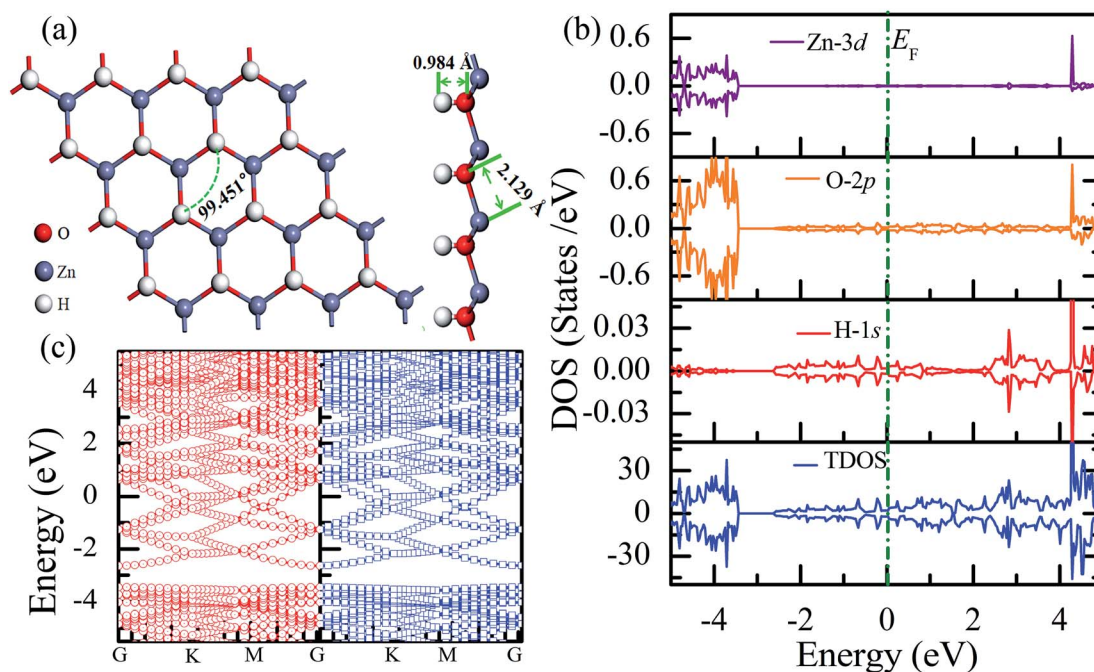 (a)
0.984 Å
99.451°
2.129 Å
O
Zn
H
(b)
Zn-3d
E_F
0.6
0.0
-0.6
O-2p
0.6
0.0
-0.6
H-1s
0.03
0.00
-0.03
TDOS
30
0
-30
DOS (States /eV)
-4 -2 0 2 4
Energy (eV)
(c)
4
2
0
-2
-4
Energy (eV)
G K M G K M G